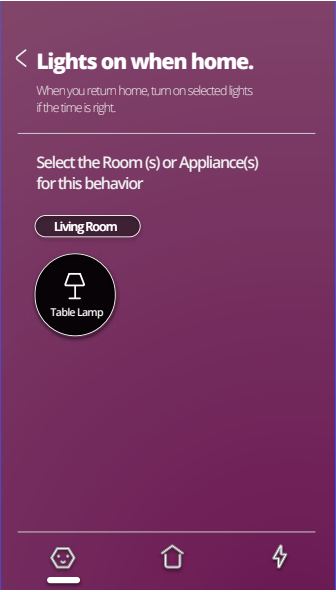 Lights on when home.
When you return home, turn on selected lights
if the time is right.
Select the Room (s) or Appliance(s)
for this behavior
Living Room
Table Lamp